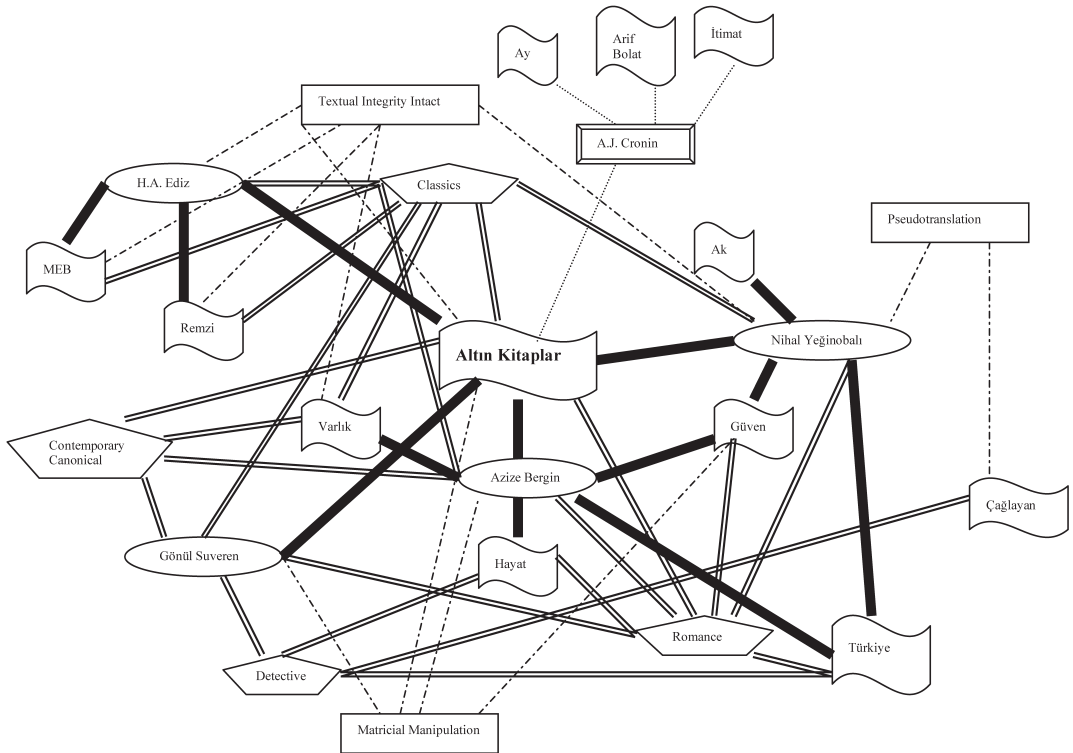 Ay
Arif
Bolat
İtimat
Textual Integrity Intact
A.J. Cronin
H.A. Ediz
Classics
Pseudotranslation
MEB
Ak
Remzi
Altın Kitaplar
Nihal Yeğinobalı
Varlık
Güven
Contemporary
Canonical
Azize Bergin
Çağlayan
Gönül Suveren
Hayat
Romance
Türkiye
Detective
Matricial Manipulation